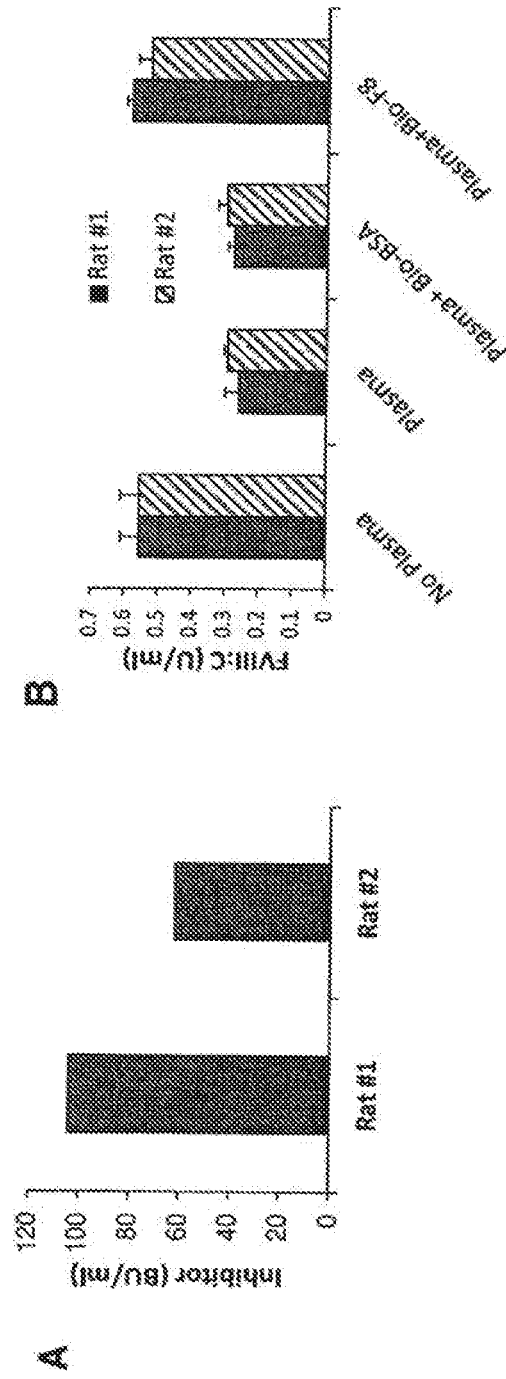 A
Inhibitor (BU/ml)
120
100
80
60
40
20
0
Rat #1
Rat #2
B
FVIII:C (U/ml)
0.7
0.6
0.5
0.4
0.3
0.2
0.1
0
Rat #1
Rat #2
No Plasma
Plasma
Plasma+ Bio-BSA
Plasma+Bio-F8